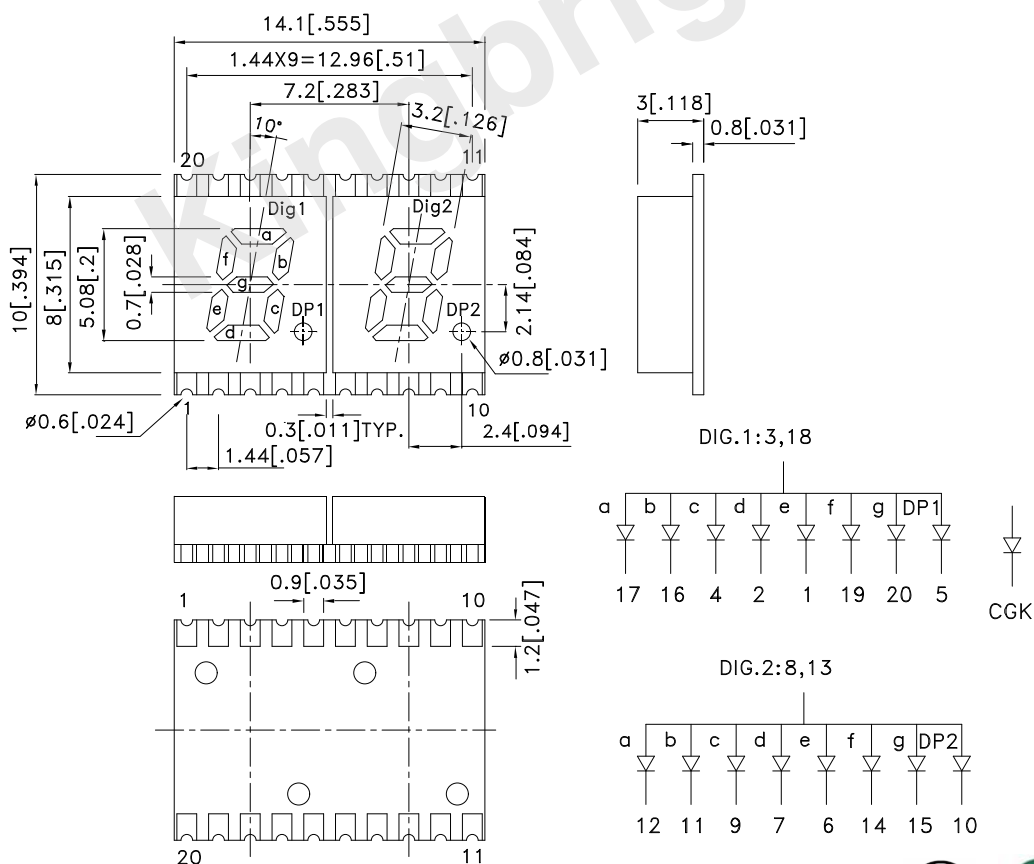 Kingbrig
14.1[.555]
1.44X9=12.96[.51]
7.2[.283]
3.2[.126]
10°
20
11
3[.118]
0.8[.031]
Dig1
Dig2
a
f
b
g
e
c
d
DP1
DP2
10[.394]
8[.315]
5.08[.2]
0.7[.028]
2.14[.084]
ø0.8[.031]
ø0.6[.024]
1
10
0.3[.011]TYP.
2.4[.094]
1.44[.057]
DIG.1:3,18
a b c d e f g DP1
17 16 4 2 1 19 20 5
CGK
0.9[.035]
1
10
1.2[.047]
20
11
DIG.2:8,13
a b c d e f g DP2
12 11 9 7 6 14 15 10